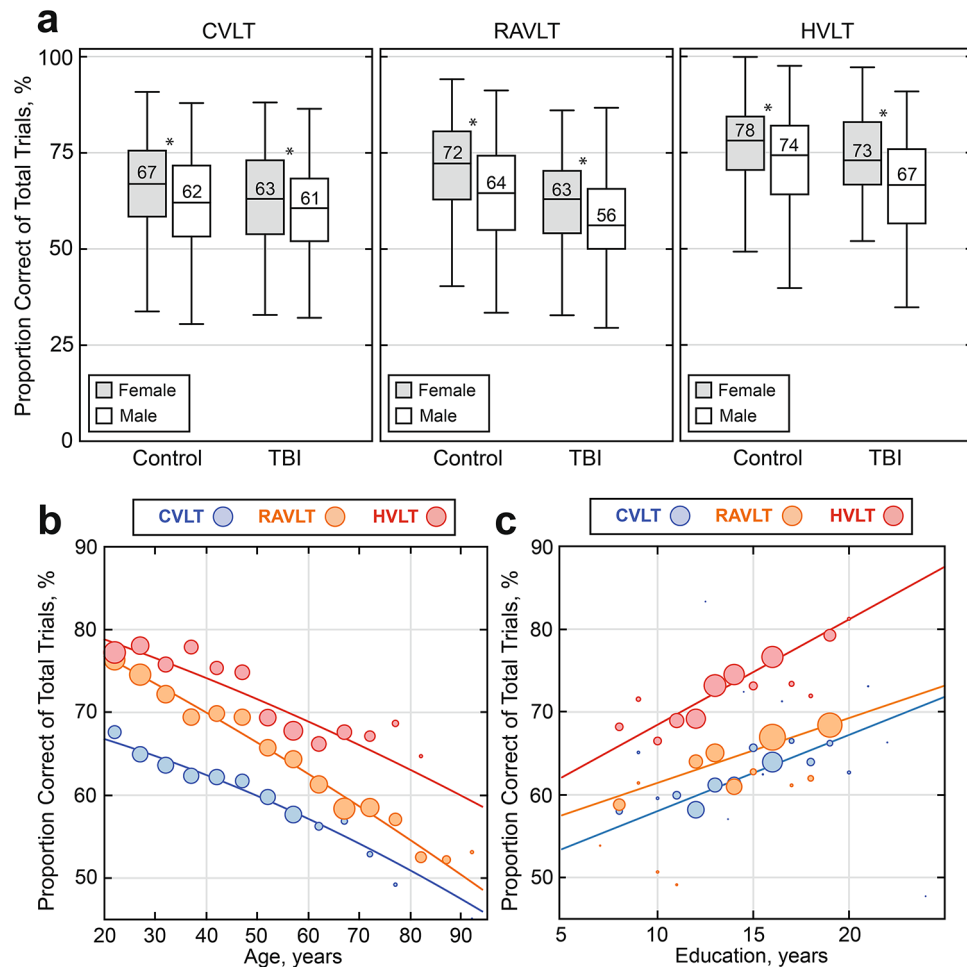 a
CVLT RAVLT HVLT
Proportion Correct of Total Trials, %
100
75
50
25
0
67 * 62 63 * 61
72 * 64 63 * 56
78 * 74 73 * 67
Female
Male
Female
Male
Female
Male
Control TBI Control TBI Control TBI
b
CVLT RAVLT HVLT
Proportion Correct of Total Trials, %
90
80
70
60
50
20 30 40 50 60 70 80 90
Age, years
c
CVLT RAVLT HVLT
Proportion Correct of Total Trials, %
90
80
70
60
50
5 10 15 20
Education, years